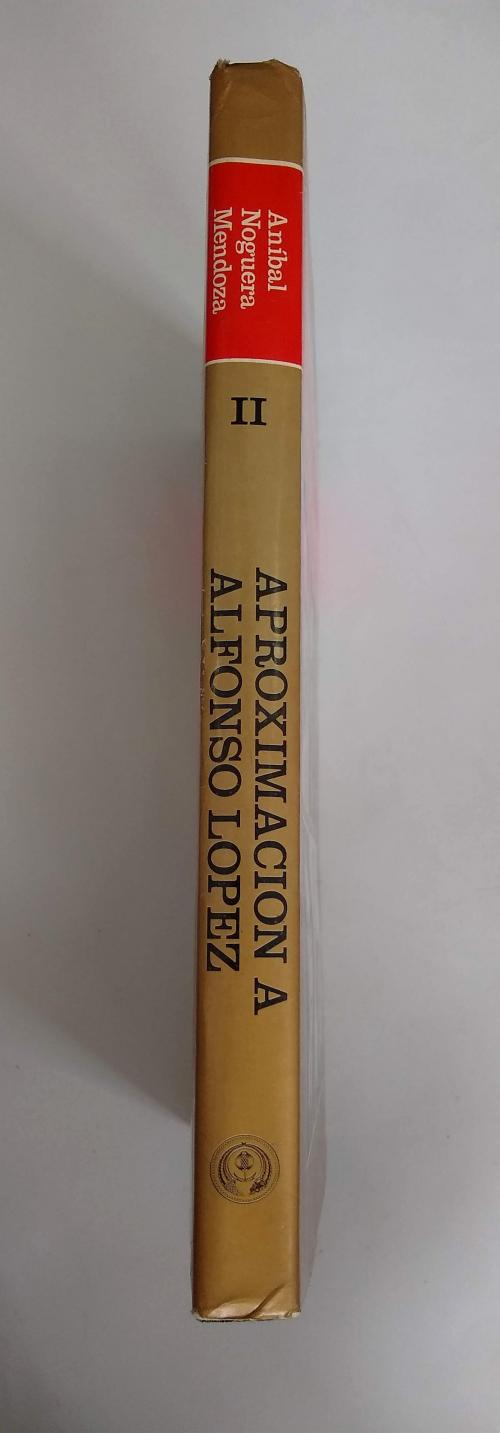 Aníbal
Noguera
Mendoza
II
APROXIMACION A
ALFONSO LOPEZ